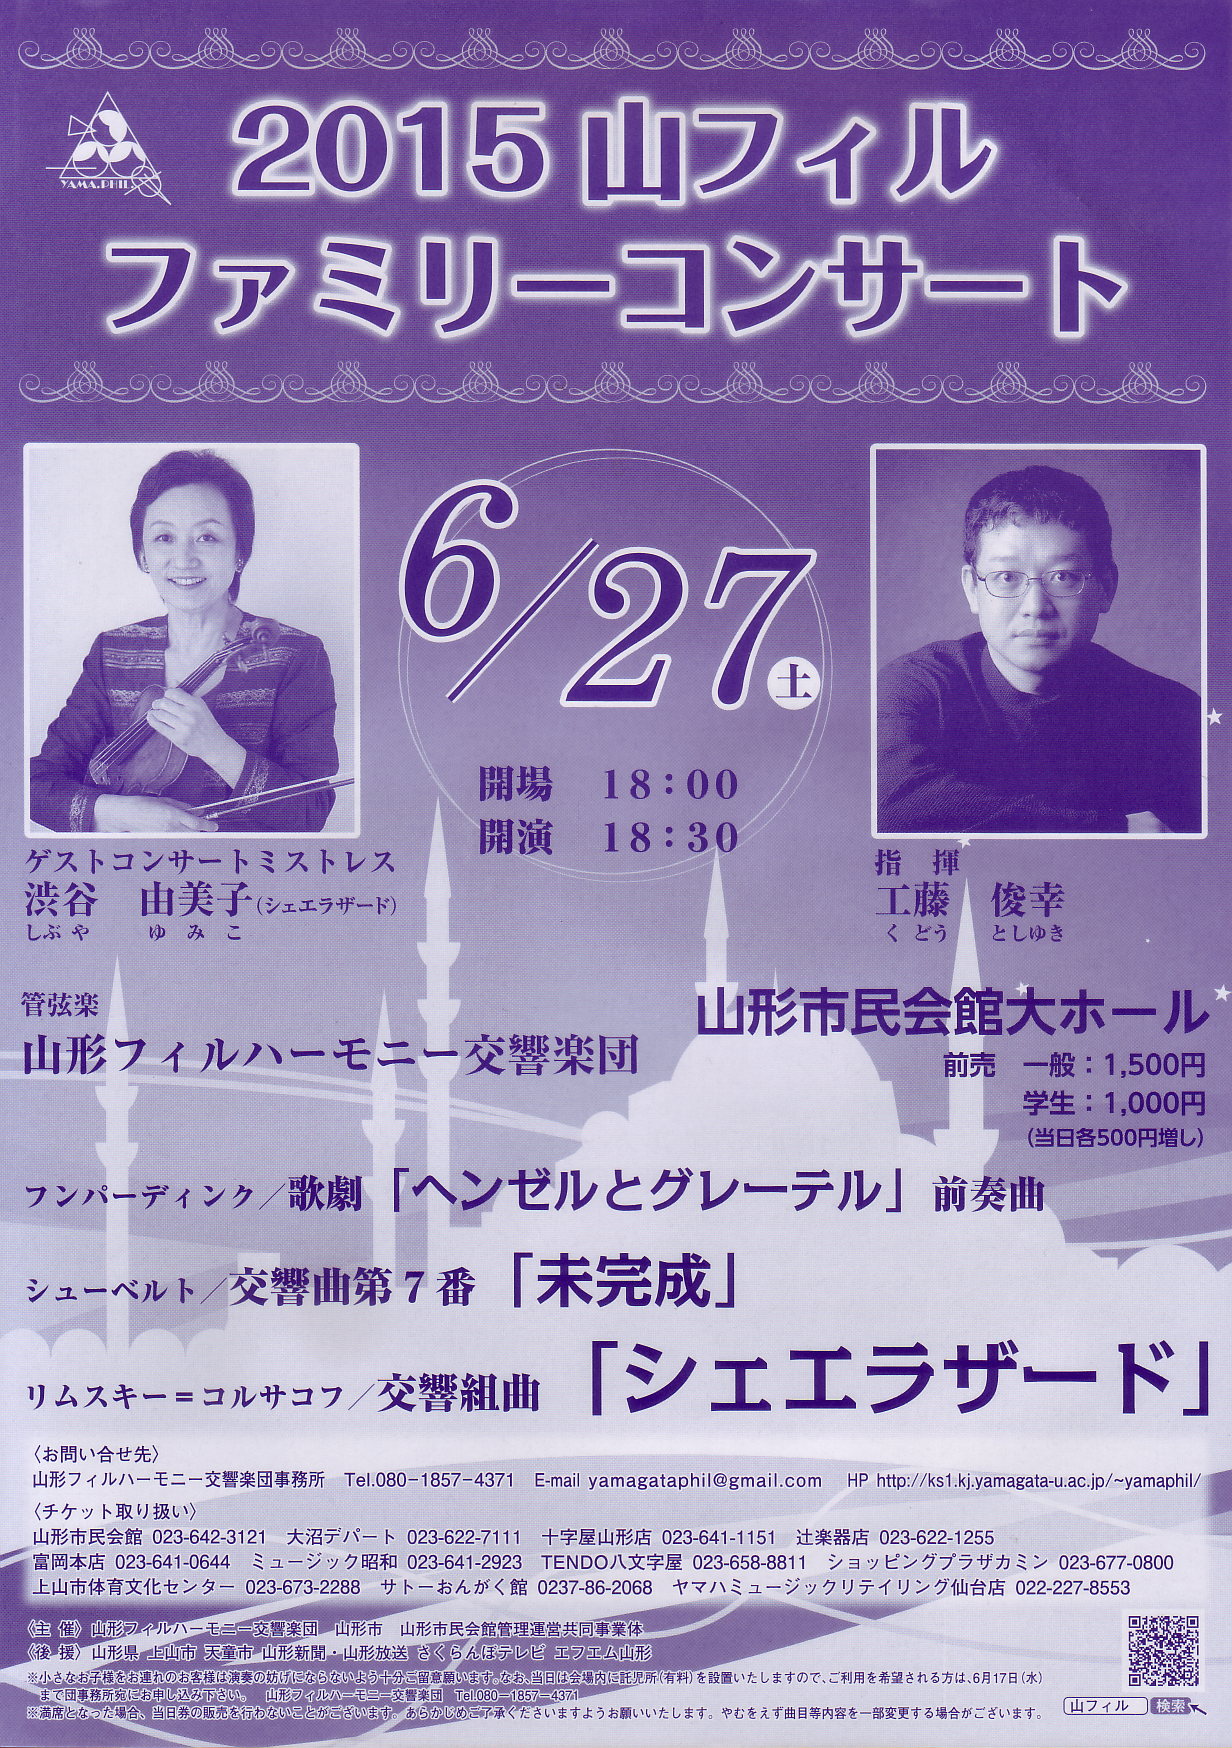 YAMA.PHIL
2015 山フィル
ファミリーコンサート
6/27 土
開場 18：00
開演 18：30
ゲストコンサートミストレス
渋谷 由美子（シェエラザード）
しぶ や ゆ み こ
指 揮
工藤 俊幸
く どう としゆき
管弦楽
山形フィルハーモニー交響楽団
山形市民会館大ホール
前売 一般：1,500円
学生：1,000円
（当日各500円増し）
フンパーディンク／歌劇「ヘンゼルとグレーテル」前奏曲
シューベルト／交響曲第７番「未完成」
リムスキー＝コルサコフ／交響組曲「シェエラザード」
〈お問い合せ先〉
山形フィルハーモニー交響楽団事務所 Tel.080−1857−4371 E-mail yamagataphil@gmail.com HP http://ks1.kj.yamagata-u.ac.jp/~yamaphil/
〈チケット取り扱い〉
山形市民会館 023-642-3121 大沼デパート 023-622-7111 十字屋山形店 023-641-1151 辻楽器店 023-622-1255
富岡本店 023-641-0644 ミュージック昭和 023-641-2923 TENDO八文字屋 023-658-8811 ショッピングプラザカミン 023-677-0800
上山市体育文化センター 023-673-2288 サトーおんがく館 0237-86-2068 ヤマハミュージックリテイリング仙台店 022-227-8553
〈主 催〉山形フィルハーモニー交響楽団 山形市 山形市民会館管理運営共同事業体
〈後 援〉山形県 上山市 天童市 山形新聞・山形放送 さくらんぼテレビ エフエム山形
※小さなお子様をお連れのお客様は演奏の妨げにならないよう十分ご留意願います。なお、当日は会場内に託児所（有料）を設置いたしますので、ご利用を希望される方は、6月17日（水）
まで団事務所宛にお申し込み下さい。 山形フィルハーモニー交響楽団 Tel.080−1857−4371
※満席となった場合、当日券の販売を行わないことがございます。あらかじめご了承くださいますようお願いいたします。やむをえず曲目等内容を一部変更する場合がございます。
山フィル 検索